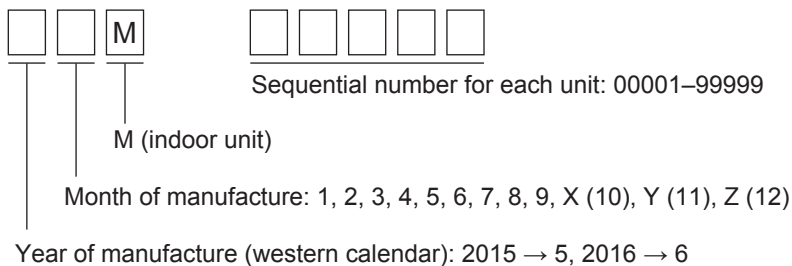 M
Sequential number for each unit: 00001–99999
M (indoor unit)
Month of manufacture: 1, 2, 3, 4, 5, 6, 7, 8, 9, X (10), Y (11), Z (12)
Year of manufacture (western calendar): 2015 → 5, 2016 → 6